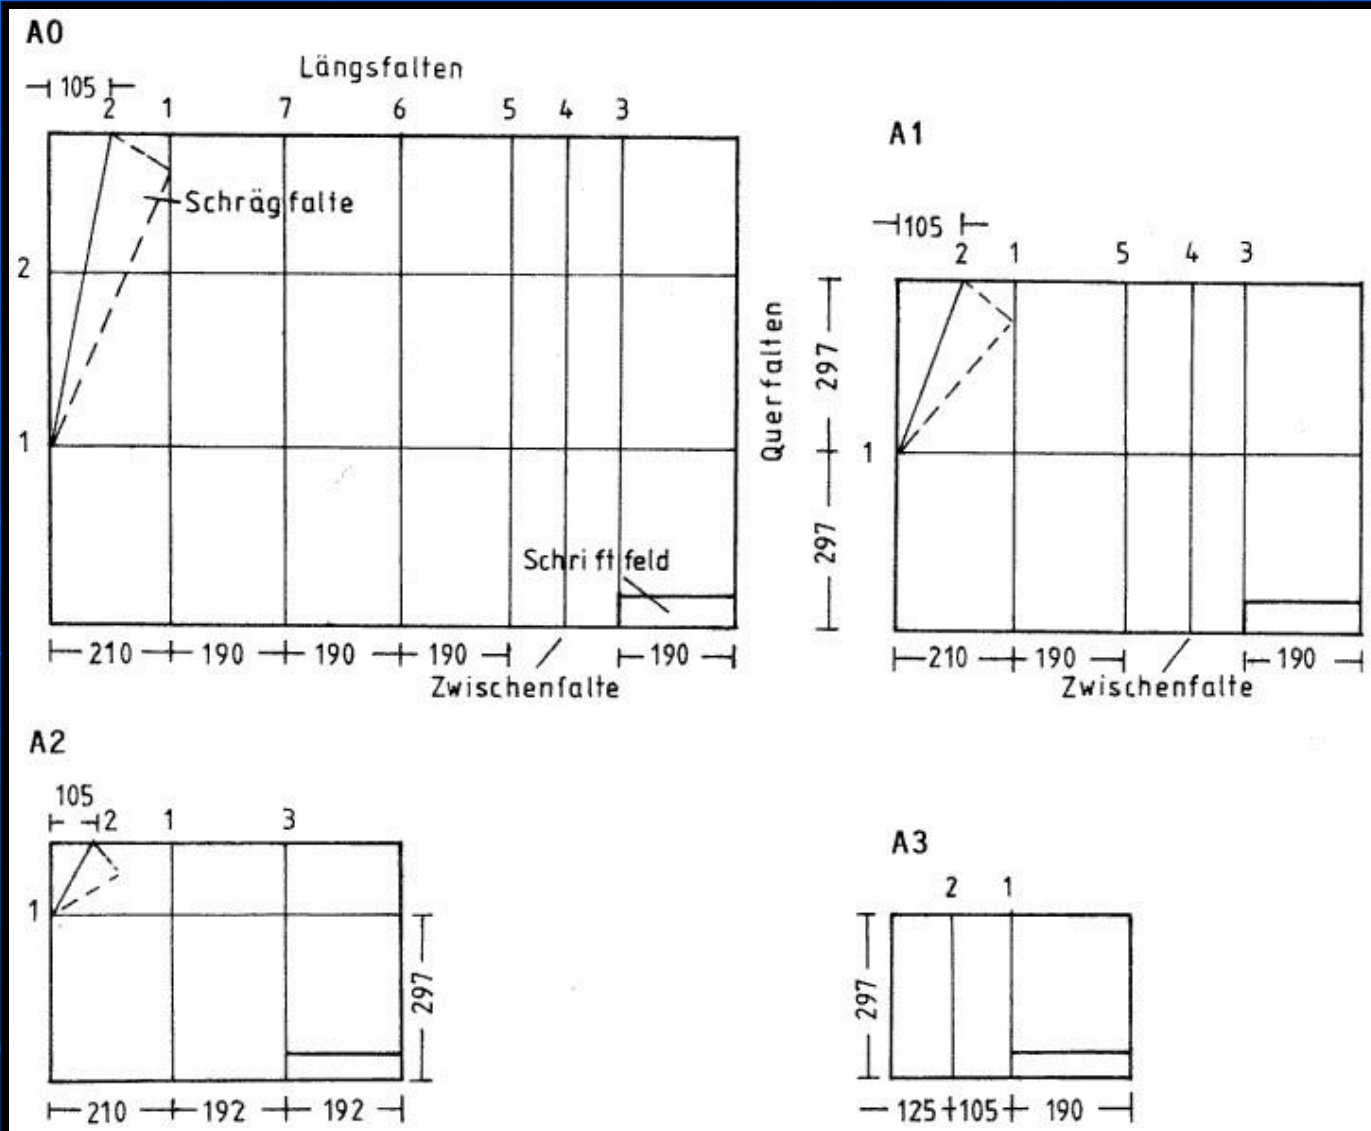 A0
Längsfalten
105
2 1 7 6 5 4 3
Schrägfalte
2
1
Schriftfeld
210 190 190 190 190
Zwischenfalte
A1
105
2 1 5 4 3
Querfalten
297
1
297
210 190 190
Zwischenfalte
A2
105
2 1 3
1
297
210 192 192
A3
2 1
297
125 105 190